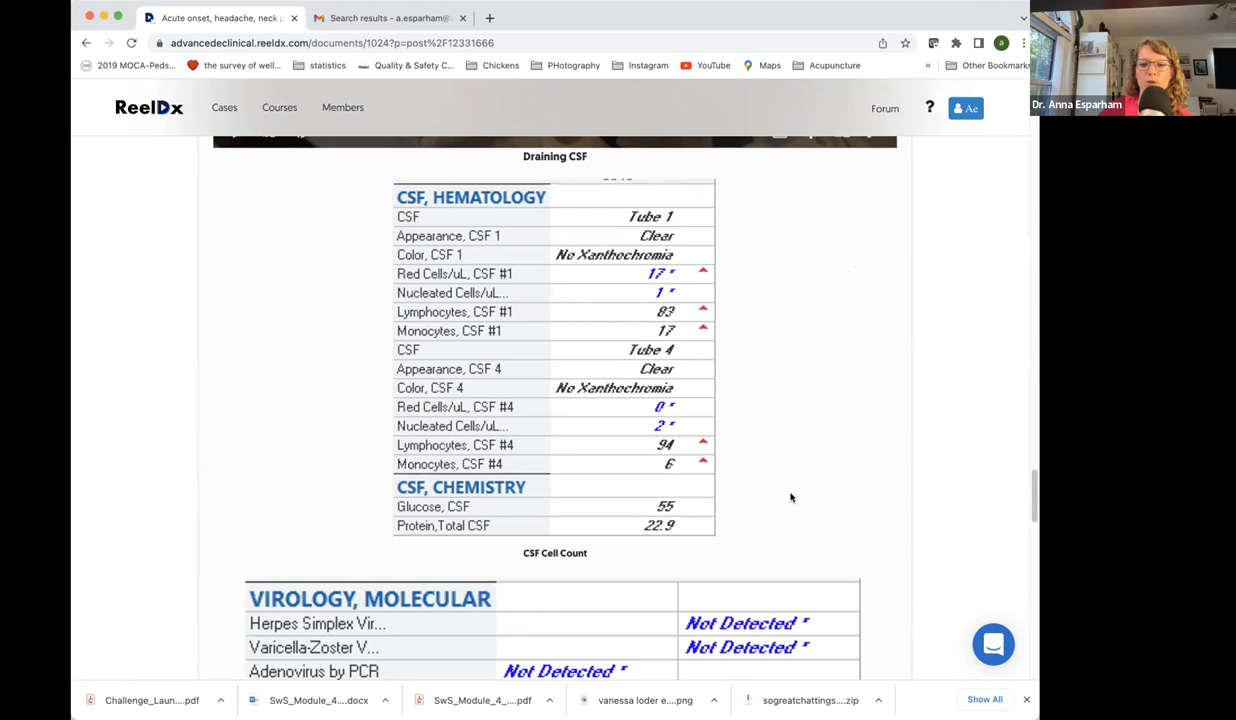 Acute onset, headache, neck
Search results - a.esparham@
advancedeclinical.reeldx.com/documents/1024?p=post%2F12331666
2019 MOCA-Peds... the survey of well... statistics Quality & Safety C... Chickens PHotography Instagram YouTube Maps Acupuncture » Other Bookmarks
ReelDx Cases Courses Members Forum ? Ae
Dr. Anna Esparham
Draining CSF
CSF, HEMATOLOGY
CSF Tube 1
Appearance, CSF 1 Clear
Color, CSF 1 No Xanthochromia
Red Cells/uL, CSF #1 17 *
Nucleated Cells/uL... 1 *
Lymphocytes, CSF #1 83
Monocytes, CSF #1 17
CSF Tube 4
Appearance, CSF 4 Clear
Color, CSF 4 No Xanthochromia
Red Cells/uL, CSF #4 0 *
Nucleated Cells/uL... 2 *
Lymphocytes, CSF #4 94
Monocytes, CSF #4 6
CSF, CHEMISTRY
Glucose, CSF 55
Protein,Total CSF 22.9
CSF Cell Count
VIROLOGY, MOLECULAR
Herpes Simplex Vir... Not Detected *
Varicella-Zoster V... Not Detected *
Adenovirus by PCR Not Detected *
Challenge_Laun....pdf SwS_Module_4....docx SwS_Module_4_....pdf vanessa loder e....png sogreatchattings....zip Show All